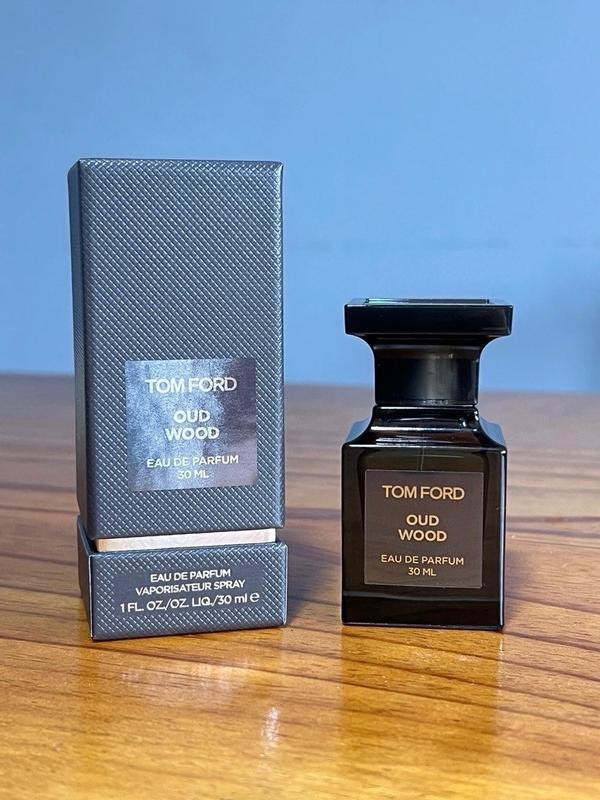 TOM FORD
OUD
WOOD
EAU DE PARFUM
30 ML
EAU DE PARFUM
VAPORISATEUR SPRAY
1 FL. OZ./OZ. LIQ./30 ml ℮
TOM FORD
OUD
WOOD
EAU DE PARFUM
30 ML